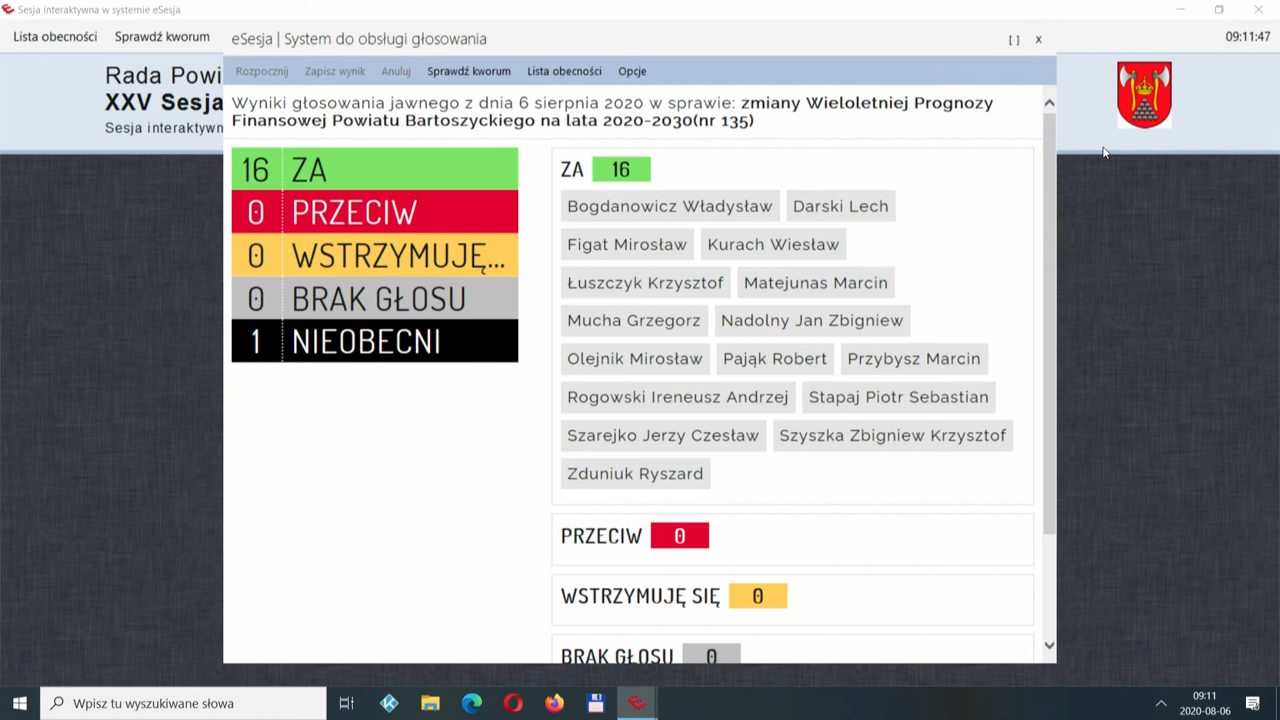 Sesja interaktywna w systemie eSesja
Lista obecności Sprawdź kworum
09:11:47
eSesja | System do obsługi głosowania
[ ] x
Rada Powi
XXV Sesja
Sesja interaktywn
Rozpocznij Zapisz wynik Anuluj Sprawdź kworum Lista obecności Opcje
Wyniki głosowania jawnego z dnia 6 sierpnia 2020 w sprawie: zmiany Wieloletniej Prognozy
Finansowej Powiatu Bartoszyckiego na lata 2020-2030(nr 135)
16 ZA
0 PRZECIW
0 WSTRZYMUJĘ...
0 BRAK GŁOSU
1 NIEOBECNI
ZA 16
Bogdanowicz Władysław Darski Lech
Figat Mirosław Kurach Wiesław
Łuszczyk Krzysztof Matejunas Marcin
Mucha Grzegorz Nadolny Jan Zbigniew
Olejnik Mirosław Pająk Robert Przybysz Marcin
Rogowski Ireneusz Andrzej Stapaj Piotr Sebastian
Szarejko Jerzy Czesław Szyszka Zbigniew Krzysztof
Zduniuk Ryszard
PRZECIW 0
WSTRZYMUJĘ SIĘ 0
BRAK GŁOSU 0
Wpisz tu wyszukiwane słowa
09:11
2020-08-06